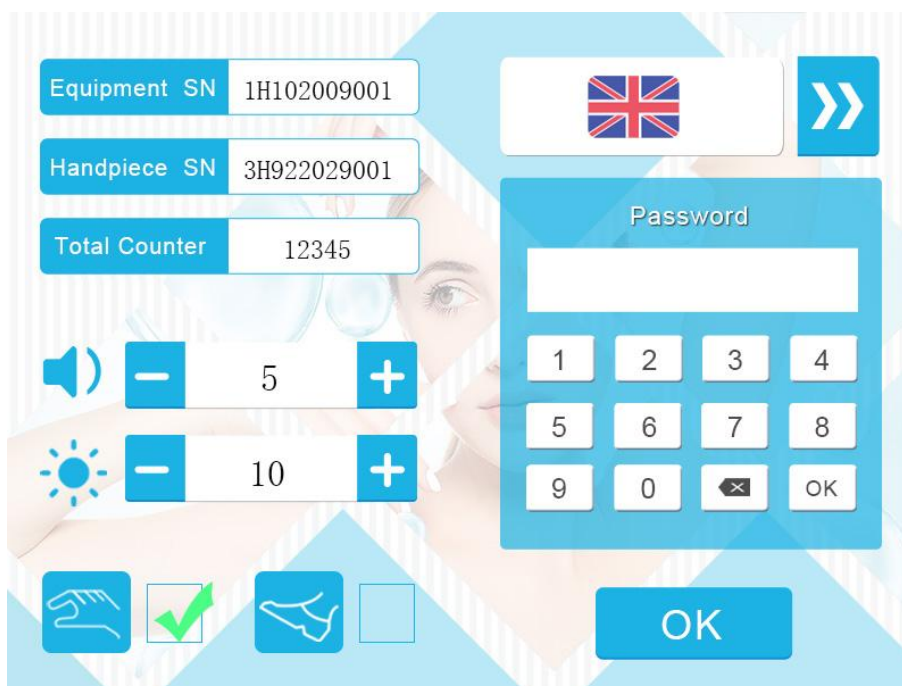 Equipment SN 1H102009001
Handpiece SN 3H922029001
Total Counter 12345
5
10
Password
1 2 3 4
5 6 7 8
9 0 OK
OK